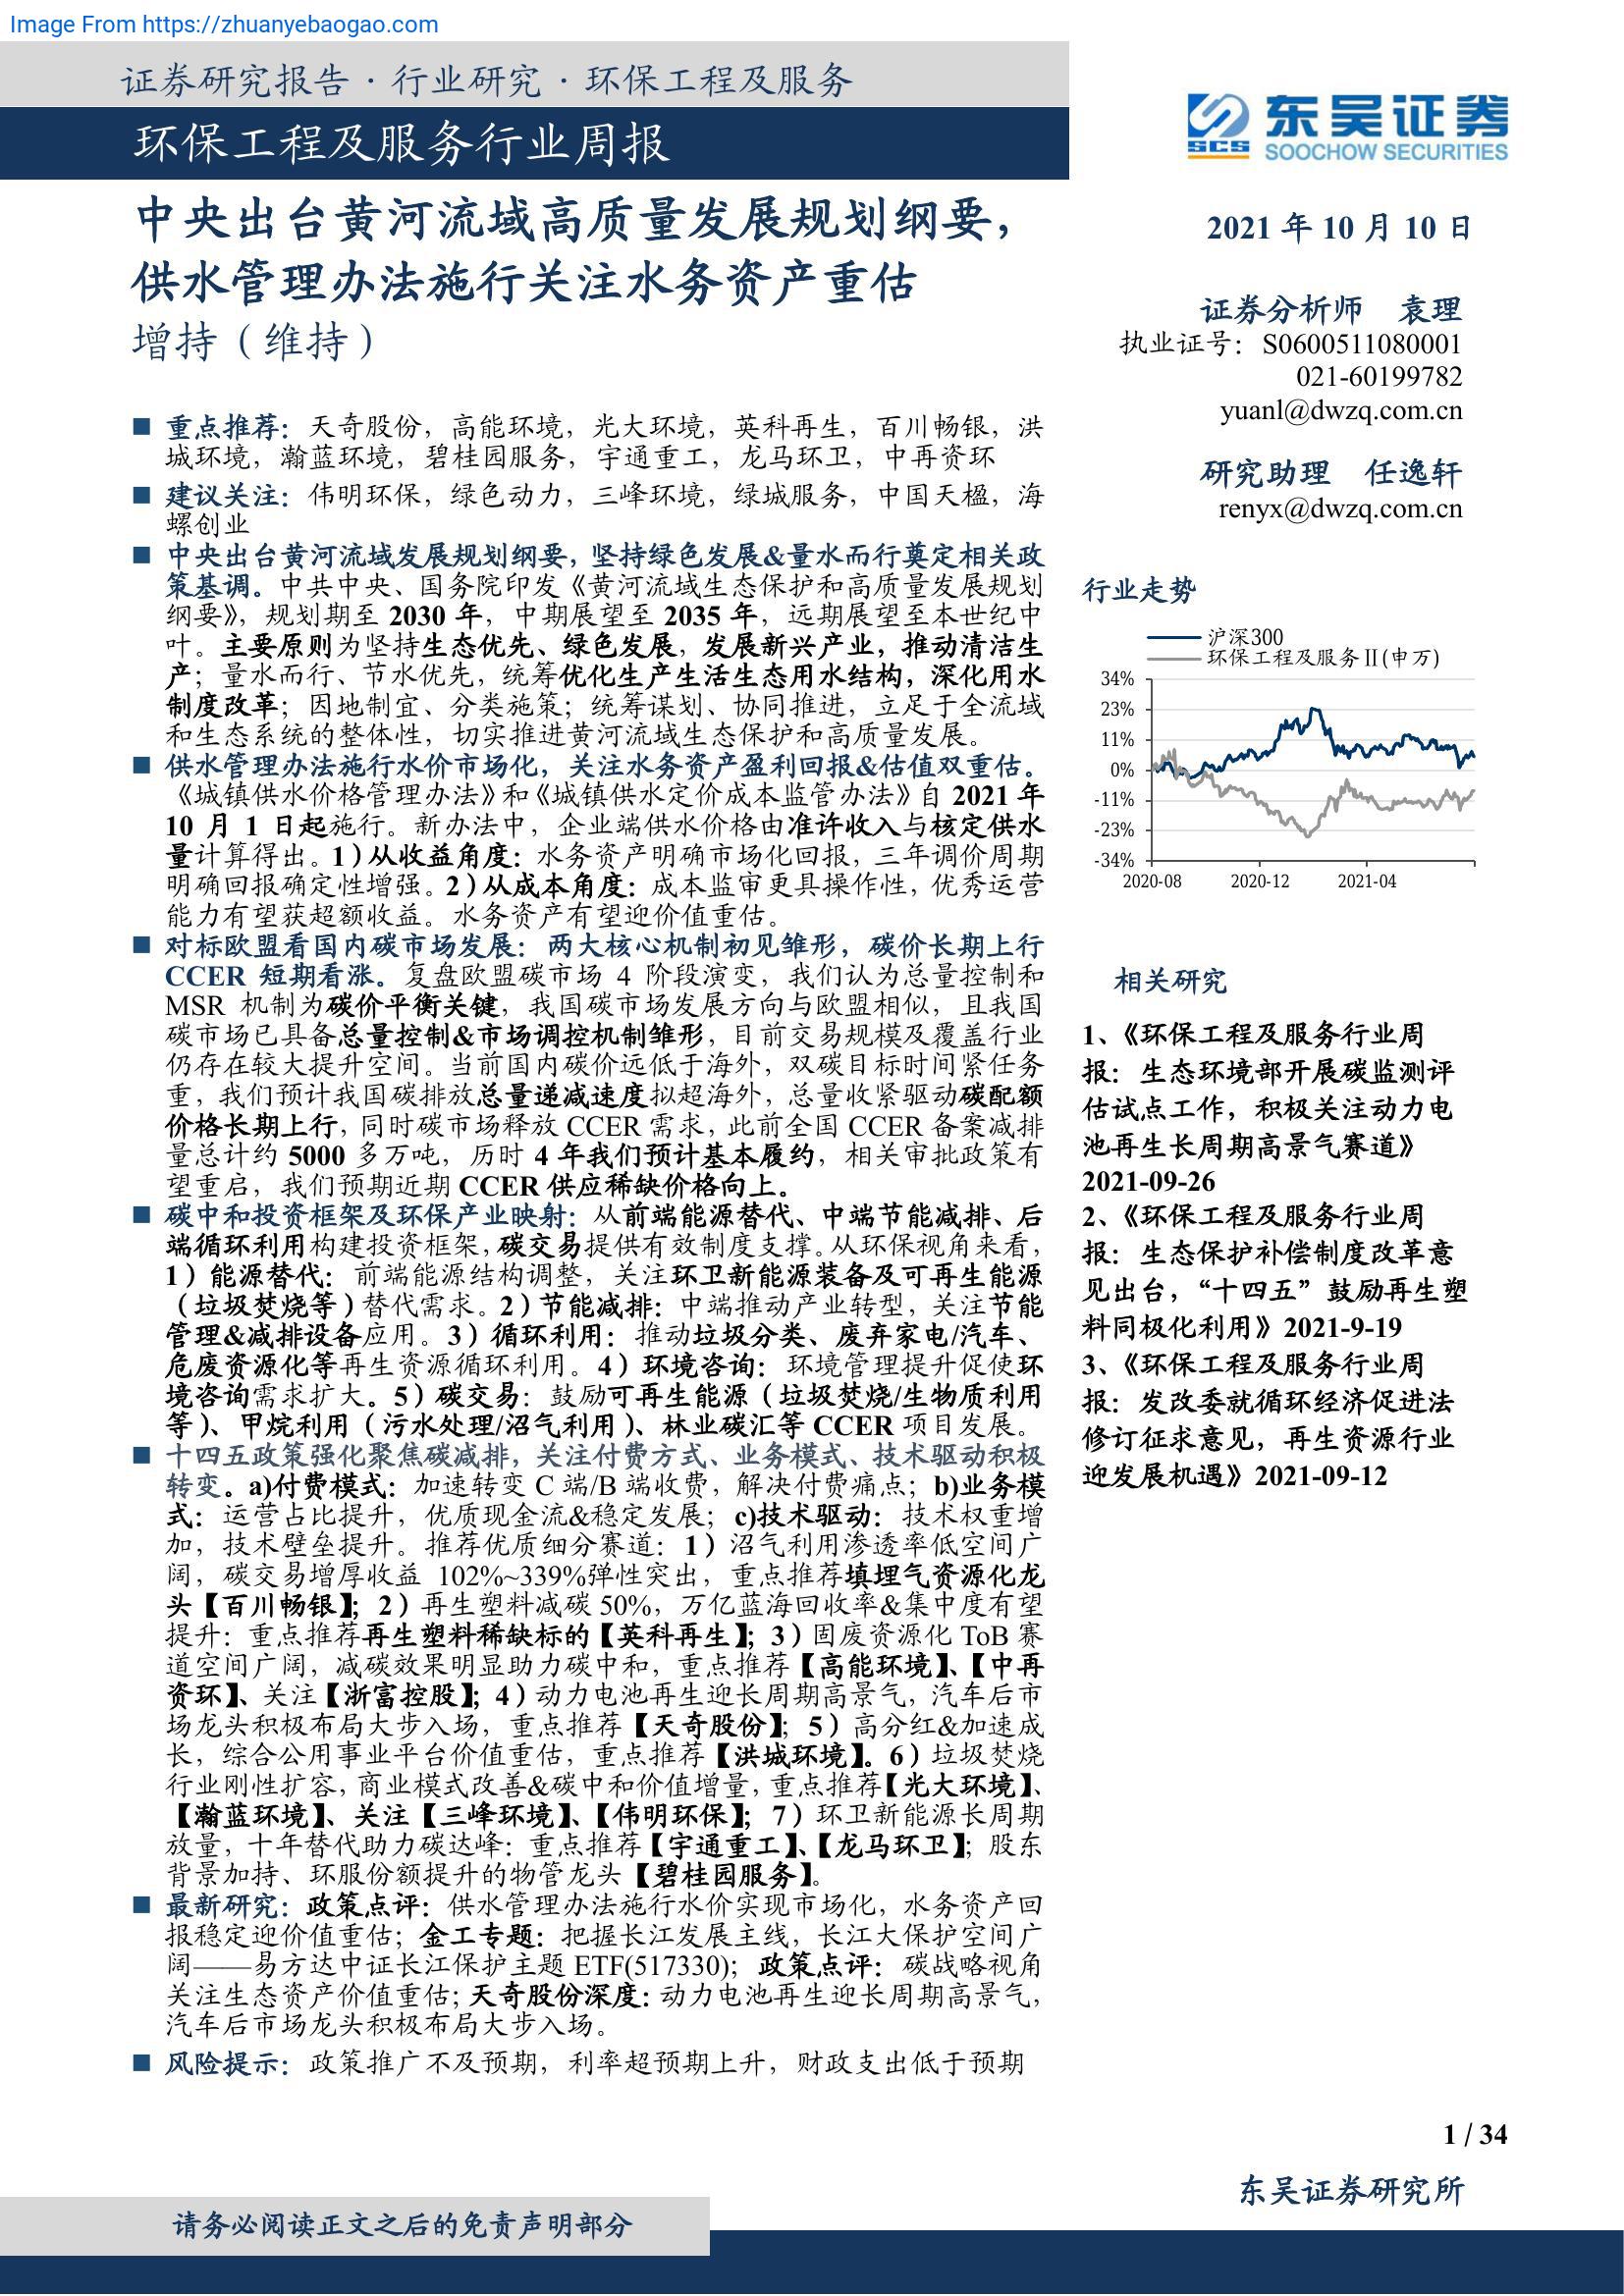 Image From https://zhuanyebaogao.com
证券研究报告·行业研究·环保工程及服务
环保工程及服务行业周报
东吴证券
SCS
SOOCHOW SECURITIES
中央出台黄河流域高质量发展规划纲要，
供水管理办法施行关注水务资产重估
增持（维持）
■ 重点推荐：天奇股份，高能环境，光大环境，英科再生，百川畅银，洪
城环境，瀚蓝环境，碧桂园服务，宇通重工，龙马环卫，中再资环
■ 建议关注：伟明环保，绿色动力，三峰环境，绿城服务，中国天楹，海
螺创业
■ 中央出台黄河流域发展规划纲要，坚持绿色发展&量水而行奠定相关政
策基调。中共中央、国务院印发《黄河流域生态保护和高质量发展规划
纲要》，规划期至 2030 年，中期展望至 2035 年，远期展望至本世纪中
叶。主要原则为坚持生态优先、绿色发展，发展新兴产业，推动清洁生
产；量水而行、节水优先，统筹优化生产生活生态用水结构，深化用水
制度改革；因地制宜、分类施策；统筹谋划、协同推进，立足于全流域
和生态系统的整体性，切实推进黄河流域生态保护和高质量发展。
■ 供水管理办法施行水价市场化，关注水务资产盈利回报&估值双重估。
《城镇供水价格管理办法》和《城镇供水定价成本监管办法》自 2021 年
10 月 1 日起施行。新办法中，企业端供水价格由准许收入与核定供水
量计算得出。1）从收益角度：水务资产明确市场化回报，三年调价周期
明确回报确定性增强。2）从成本角度：成本监审更具操作性，优秀运营
能力有望获超额收益。水务资产有望迎价值重估。
■ 对标欧盟看国内碳市场发展：两大核心机制初见雏形，碳价长期上行
CCER 短期看涨。复盘欧盟碳市场 4 阶段演变，我们认为总量控制和
MSR 机制为碳价平衡关键，我国碳市场发展方向与欧盟相似，且我国
碳市场已具备总量控制&市场调控机制雏形，目前交易规模及覆盖行业
仍存在较大提升空间。当前国内碳价远低于海外，双碳目标时间紧任务
重，我们预计我国碳排放总量递减速度拟超海外，总量收紧驱动碳配额
价格长期上行，同时碳市场释放 CCER 需求，此前全国 CCER 备案减排
量总计约 5000 多万吨，历时 4 年我们预计基本履约，相关审批政策有
望重启，我们预期近期 CCER 供应稀缺价格向上。
■ 碳中和投资框架及环保产业映射：从前端能源替代、中端节能减排、后
端循环利用构建投资框架，碳交易提供有效制度支撑。从环保视角来看，
1）能源替代：前端能源结构调整，关注环卫新能源装备及可再生能源
（垃圾焚烧等）替代需求。2）节能减排：中端推动产业转型，关注节能
管理&减排设备应用。3）循环利用：推动垃圾分类、废弃家电/汽车、
危废资源化等再生资源循环利用。4）环境咨询：环境管理提升促使环
境咨询需求扩大。5）碳交易：鼓励可再生能源（垃圾焚烧/生物质利用
等）、甲烷利用（污水处理/沼气利用）、林业碳汇等 CCER 项目发展。
■ 十四五政策强化聚焦碳减排，关注付费方式、业务模式、技术驱动积极
转变。a)付费模式：加速转变 C 端/B 端收费，解决付费痛点；b)业务模
式：运营占比提升，优质现金流&稳定发展；c)技术驱动：技术权重增
加，技术壁垒提升。推荐优质细分赛道：1）沼气利用渗透率低空间广
阔，碳交易增厚收益 102%~339%弹性突出，重点推荐填埋气资源化龙
头【百川畅银】；2）再生塑料减碳 50%，万亿蓝海回收率&集中度有望
提升：重点推荐再生塑料稀缺标的【英科再生】；3）固废资源化 ToB 赛
道空间广阔，减碳效果明显助力碳中和，重点推荐【高能环境】、【中再
资环】、关注【浙富控股】；4）动力电池再生迎长周期高景气，汽车后市
场龙头积极布局大步入场，重点推荐【天奇股份】；5）高分红&加速成
长，综合公用事业平台价值重估，重点推荐【洪城环境】。6）垃圾焚烧
行业刚性扩容，商业模式改善&碳中和价值增量，重点推荐【光大环境】、
【瀚蓝环境】、关注【三峰环境】、【伟明环保】；7）环卫新能源长周期
放量，十年替代助力碳达峰：重点推荐【宇通重工】、【龙马环卫】；股东
背景加持、环服份额提升的物管龙头【碧桂园服务】。
■ 最新研究：政策点评：供水管理办法施行水价实现市场化，水务资产回
报稳定迎价值重估；金工专题：把握长江发展主线，长江大保护空间广
阔——易方达中证长江保护主题 ETF(517330)；政策点评：碳战略视角
关注生态资产价值重估；天奇股份深度：动力电池再生迎长周期高景气，
汽车后市场龙头积极布局大步入场。
■ 风险提示：政策推广不及预期，利率超预期上升，财政支出低于预期
2021 年 10 月 10 日
证券分析师 袁理
执业证号：S0600511080001
021-60199782
yuanl@dwzq.com.cn
研究助理 任逸轩
renyx@dwzq.com.cn
行业走势
沪深300
环保工程及服务Ⅱ(申万)
34%
23%
11%
0%
-11%
-23%
-34%
2020-08 2020-12 2021-04
相关研究
1、《环保工程及服务行业周
报：生态环境部开展碳监测评
估试点工作，积极关注动力电
池再生长周期高景气赛道》
2021-09-26
2、《环保工程及服务行业周
报：生态保护补偿制度改革意
见出台，“十四五”鼓励再生塑
料同极化利用》2021-9-19
3、《环保工程及服务行业周
报：发改委就循环经济促进法
修订征求意见，再生资源行业
迎发展机遇》2021-09-12
1 / 34
东吴证券研究所
请务必阅读正文之后的免责声明部分